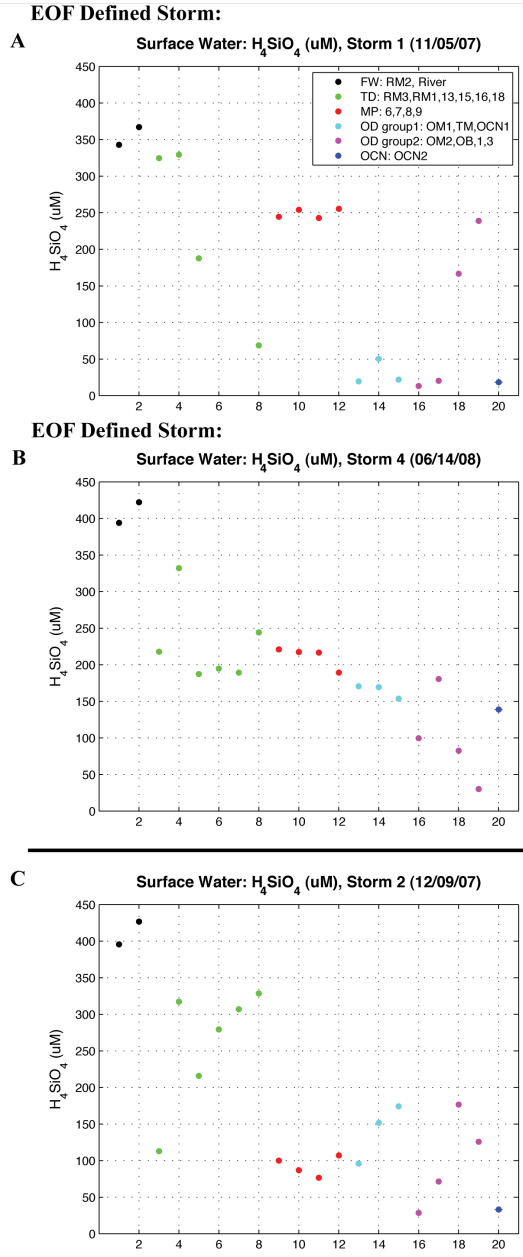 EOF Defined Storm:
A
Surface Water: H4SiO4 (uM), Storm 1 (11/05/07)
FW: RM2, River
TD: RM3,RM1,13,15,16,18
MP: 6,7,8,9
OD group1: OM1,TM,OCN1
OD group2: OM2,OB,1,3
OCN: OCN2
H4SiO4 (uM)
450
400
350
300
250
200
150
100
50
0
2 4 6 8 10 12 14 16 18 20
EOF Defined Storm:
B
Surface Water: H4SiO4 (uM), Storm 4 (06/14/08)
H4SiO4 (uM)
450
400
350
300
250
200
150
100
50
0
2 4 6 8 10 12 14 16 18 20
C
Surface Water: H4SiO4 (uM), Storm 2 (12/09/07)
H4SiO4 (uM)
450
400
350
300
250
200
150
100
50
0
2 4 6 8 10 12 14 16 18 20